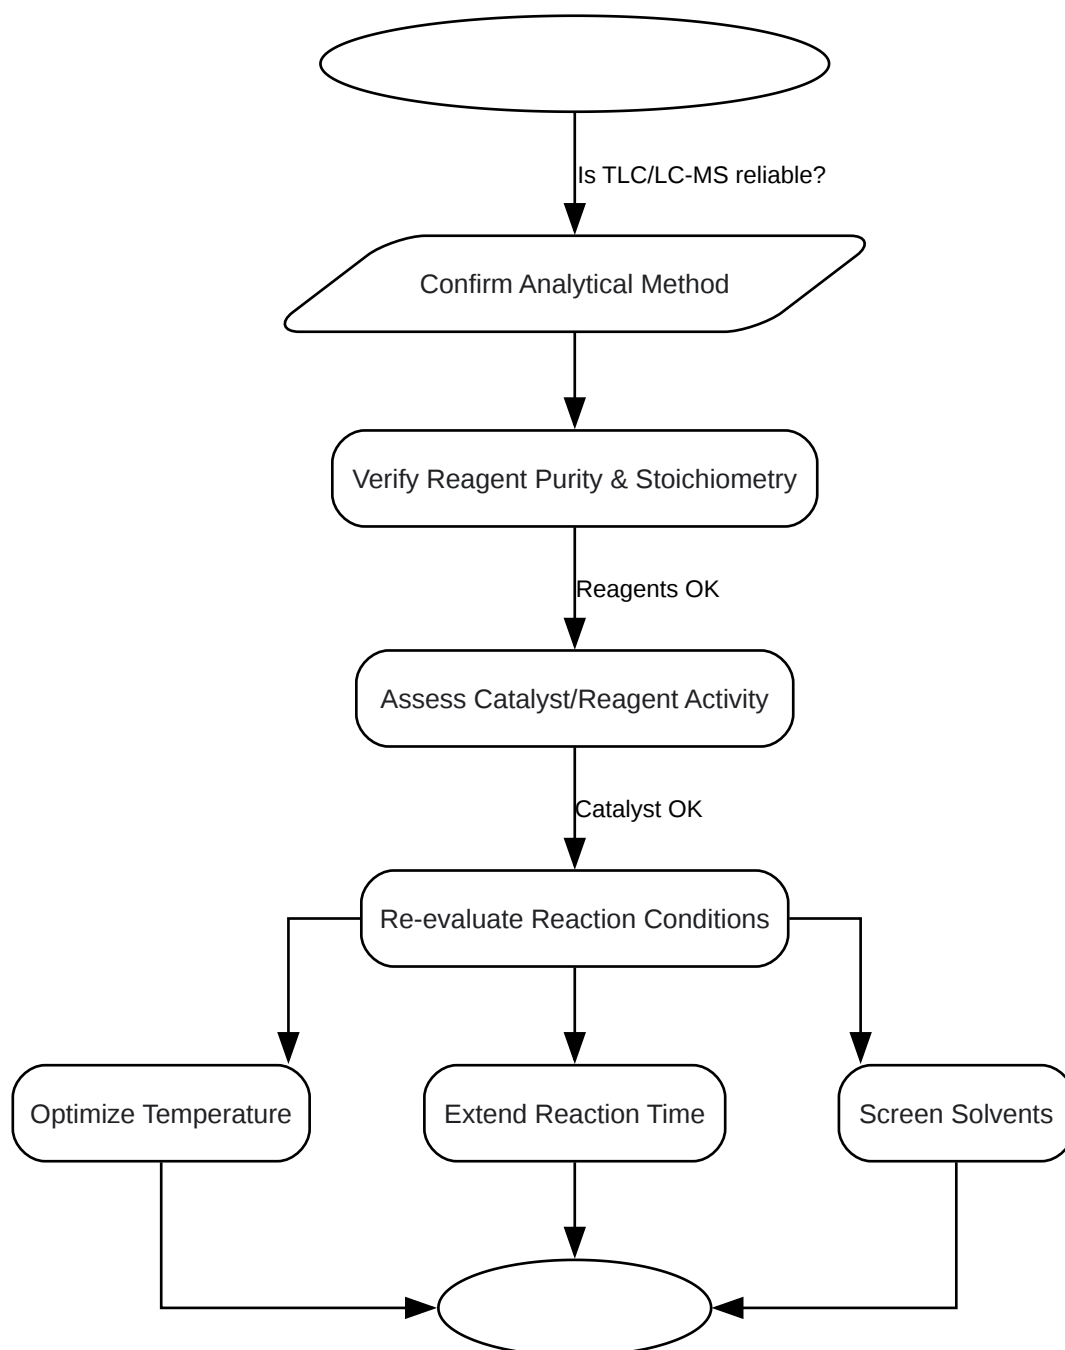 Is TLC/LC-MS reliable?
Confirm Analytical Method
Verify Reagent Purity & Stoichiometry
Reagents OK
Assess Catalyst/Reagent Activity
Catalyst OK
Re-evaluate Reaction Conditions
Optimize Temperature
Extend Reaction Time
Screen Solvents